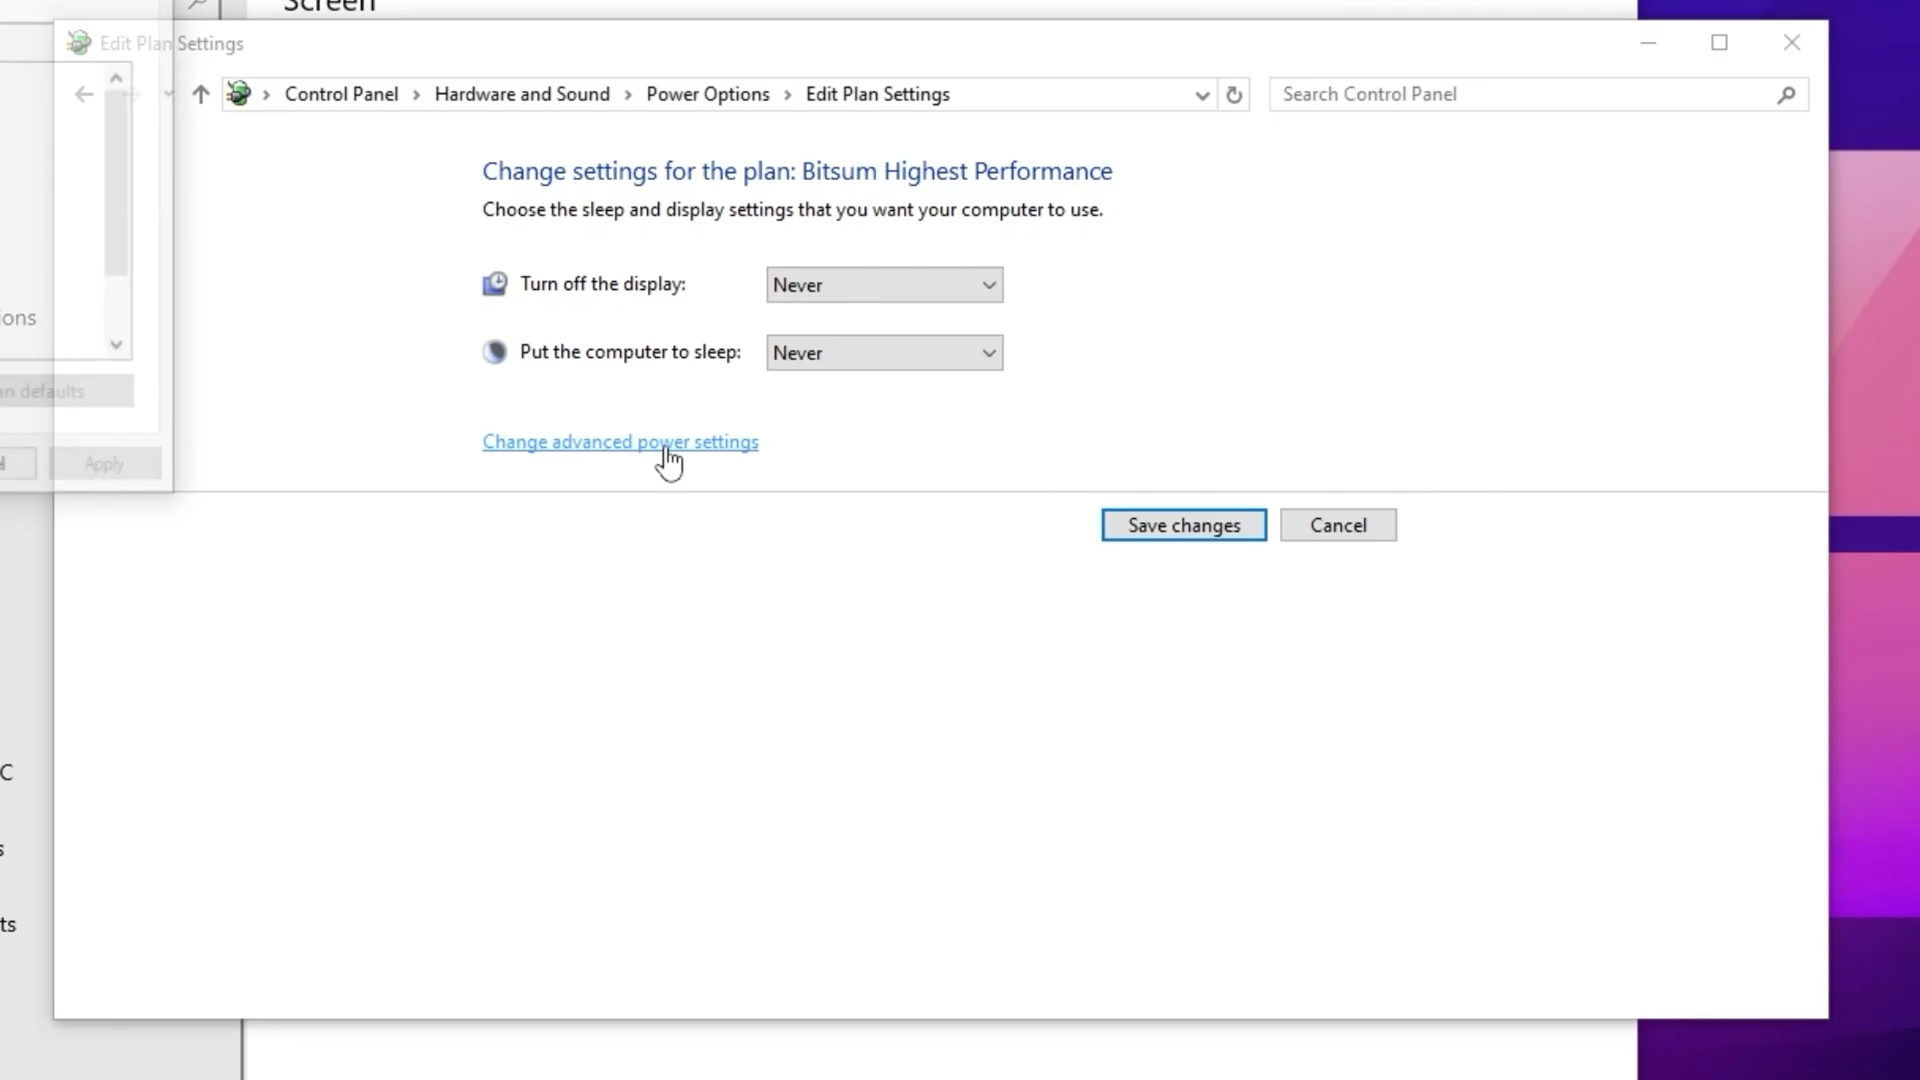 Screen
Edit Plan Settings
Control Panel > Hardware and Sound > Power Options > Edit Plan Settings
Search Control Panel
Change settings for the plan: Bitsum Highest Performance
Choose the sleep and display settings that you want your computer to use.
Turn off the display: Never
ions
Put the computer to sleep: Never
an defaults
Change advanced power settings
Apply
Save changes Cancel
C
s
ts